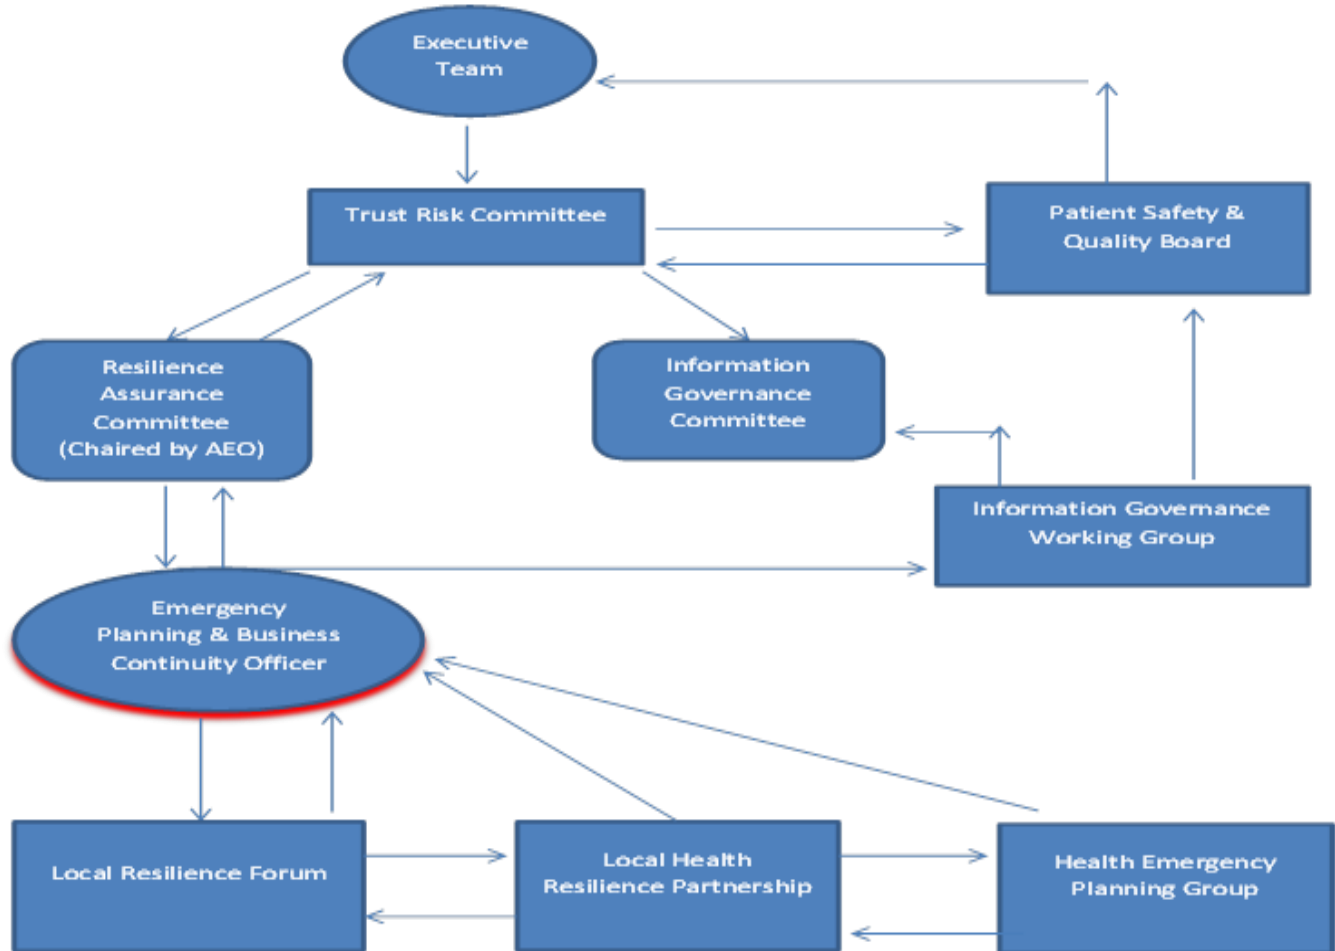 Executive
Team
Trust Risk Committee
Patient Safety &
Quality Board
Resilience
Assurance
Committee
(Chaired by AEO)
Information
Governance
Committee
Information Governance
Working Group
Emergency
Planning & Business
Continuity Officer
Local Resilience Forum
Local Health
Resilience Partnership
Health Emergency
Planning Group